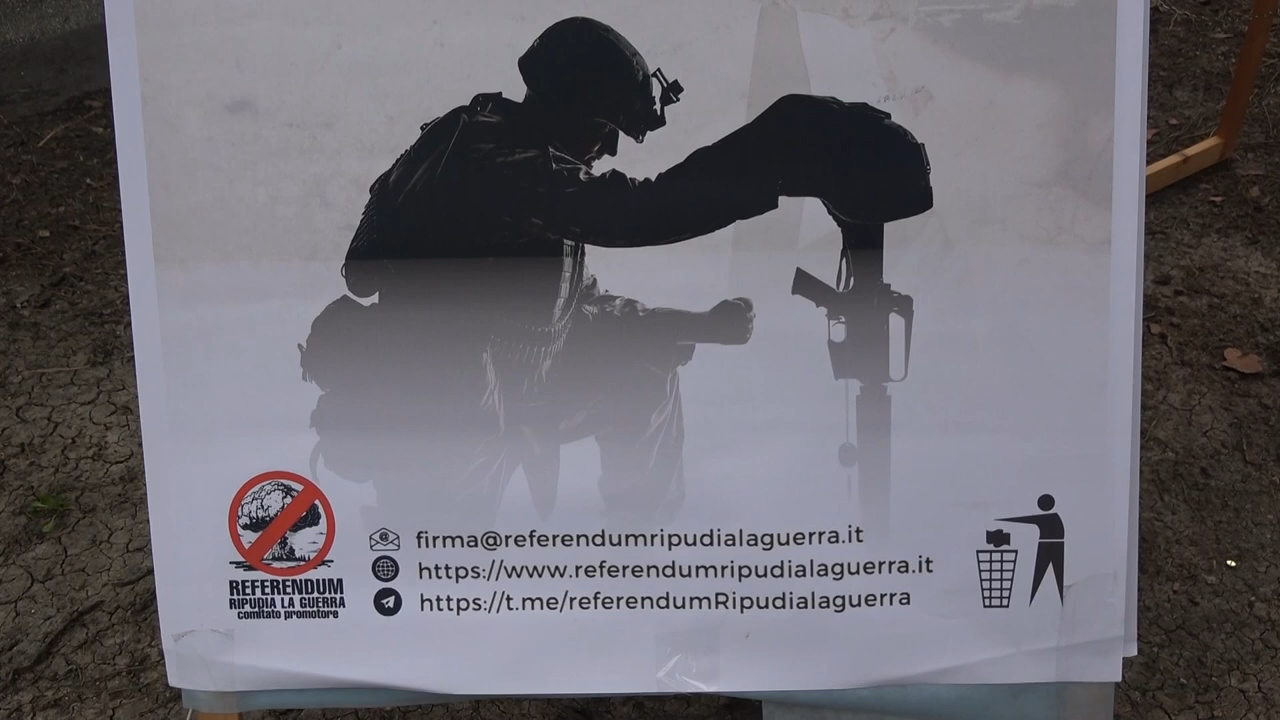 REFERENDUM
RIPUDIA LA GUERRA
comitato promotore
firma@referendumripudialaguerra.it
https://www.referendumripudialaguerra.it
https://t.me/referendumRipudialaguerra